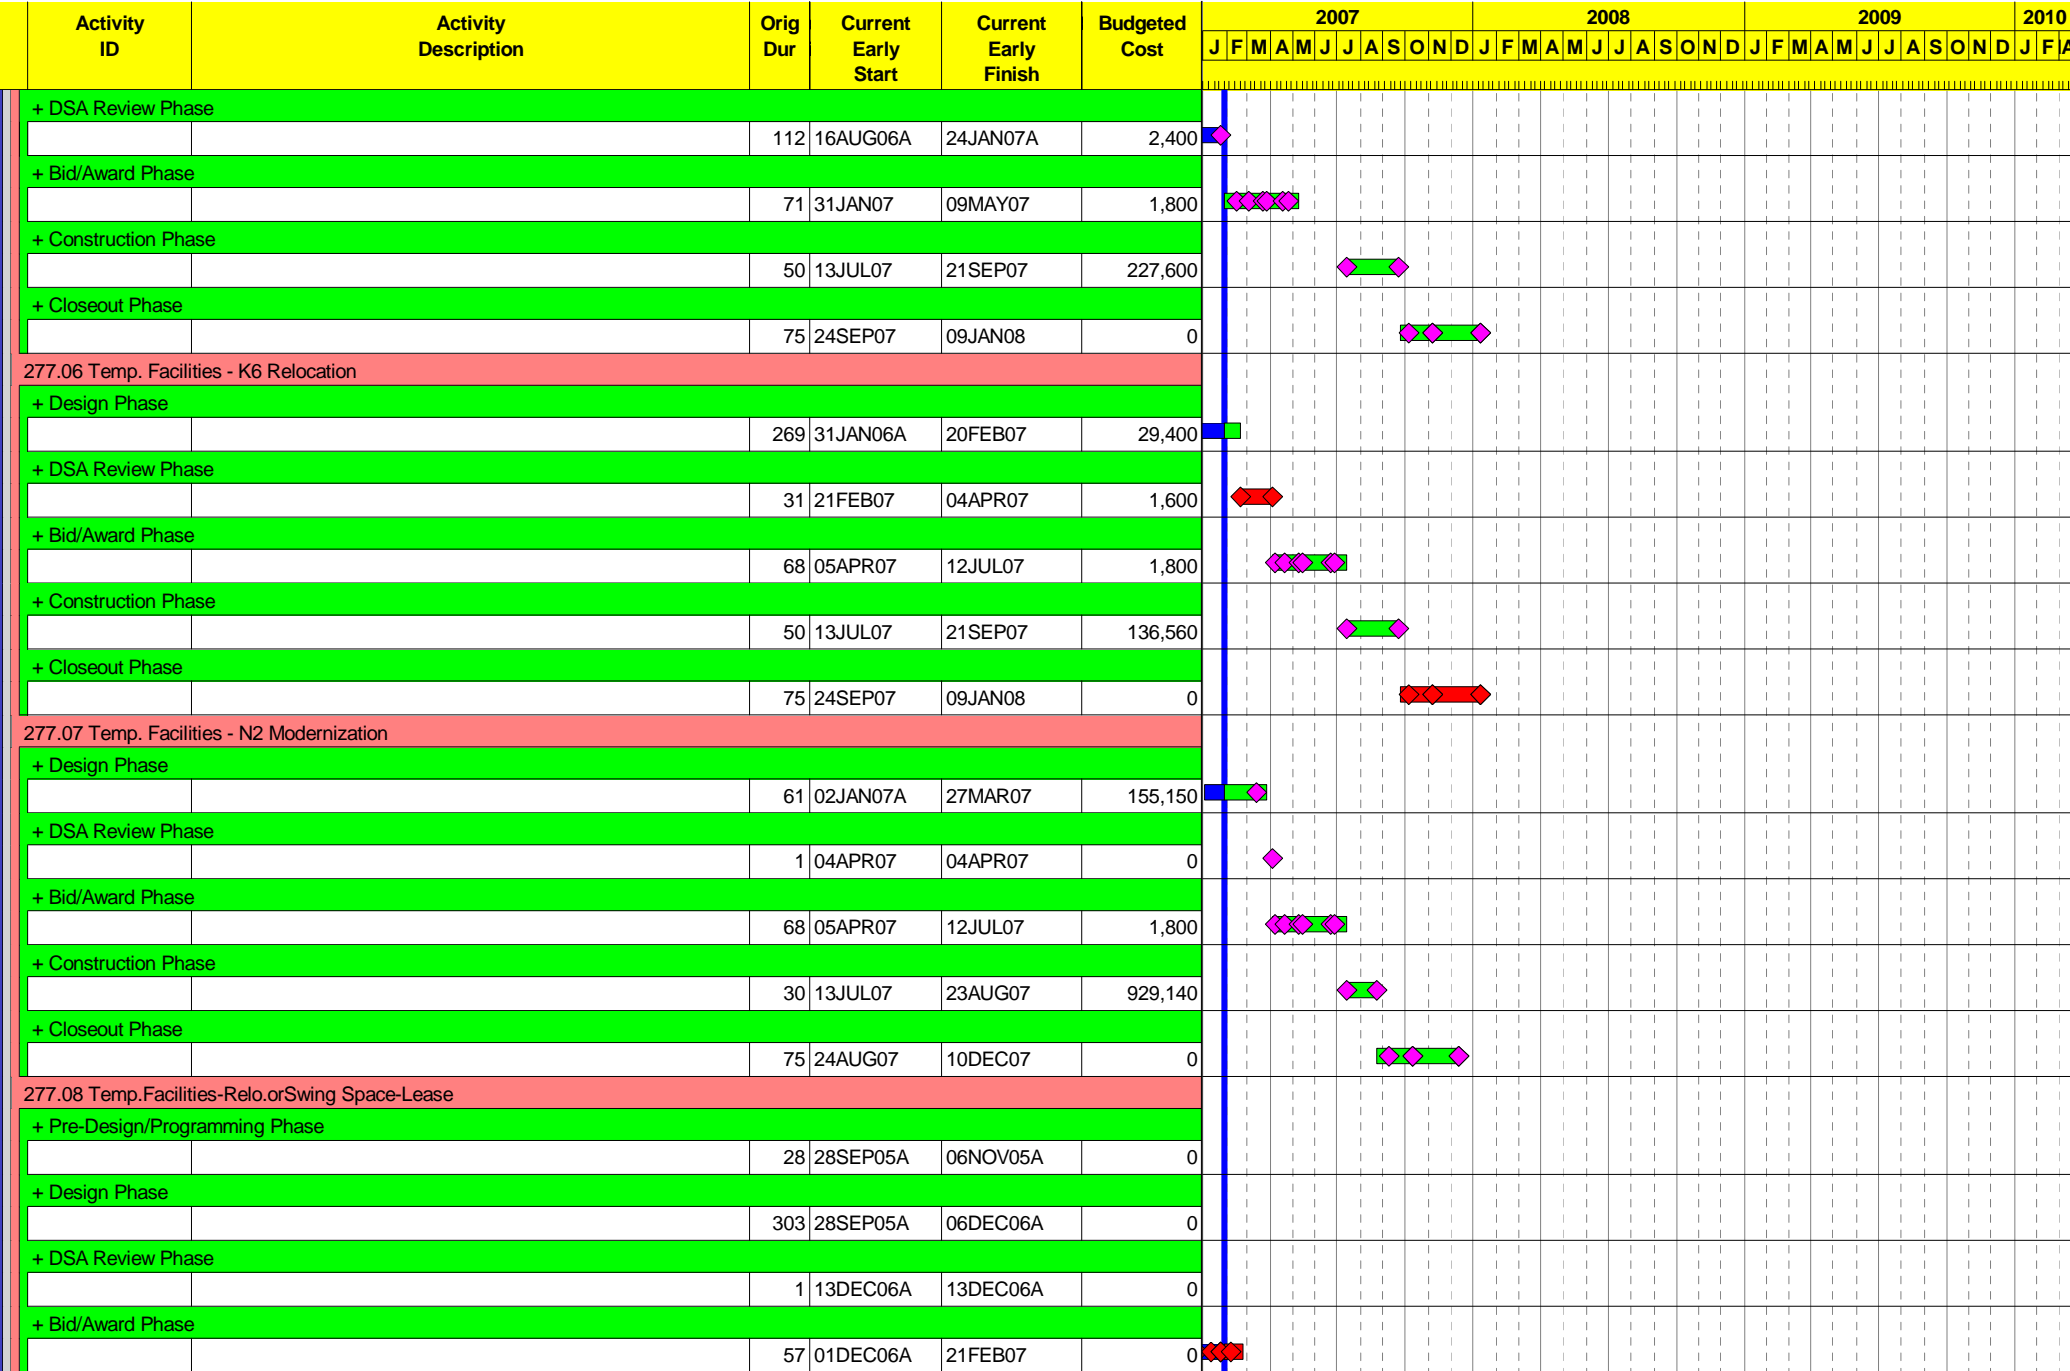 Activity ID Activity Description Orig Dur Current Early Start Current Early Finish Budgeted Cost 2007 2008 2009 2010
J F M A M J J A S O N D J F M A M J J A S O N D J F M A M J J A S O N D J F A
+ DSA Review Phase
112 16AUG06A 24JAN07A 2,400
+ Bid/Award Phase
71 31JAN07 09MAY07 1,800
+ Construction Phase
50 13JUL07 21SEP07 227,600
+ Closeout Phase
75 24SEP07 09JAN08 0
277.06 Temp. Facilities - K6 Relocation
+ Design Phase
269 31JAN06A 20FEB07 29,400
+ DSA Review Phase
31 21FEB07 04APR07 1,600
+ Bid/Award Phase
68 05APR07 12JUL07 1,800
+ Construction Phase
50 13JUL07 21SEP07 136,560
+ Closeout Phase
75 24SEP07 09JAN08 0
277.07 Temp. Facilities - N2 Modernization
+ Design Phase
61 02JAN07A 27MAR07 155,150
+ DSA Review Phase
1 04APR07 04APR07 0
+ Bid/Award Phase
68 05APR07 12JUL07 1,800
+ Construction Phase
30 13JUL07 23AUG07 929,140
+ Closeout Phase
75 24AUG07 10DEC07 0
277.08 Temp.Facilities-Relo.orSwing Space-Lease
+ Pre-Design/Programming Phase
28 28SEP05A 06NOV05A 0
+ Design Phase
303 28SEP05A 06DEC06A 0
+ DSA Review Phase
1 13DEC06A 13DEC06A 0
+ Bid/Award Phase
57 01DEC06A 21FEB07 0